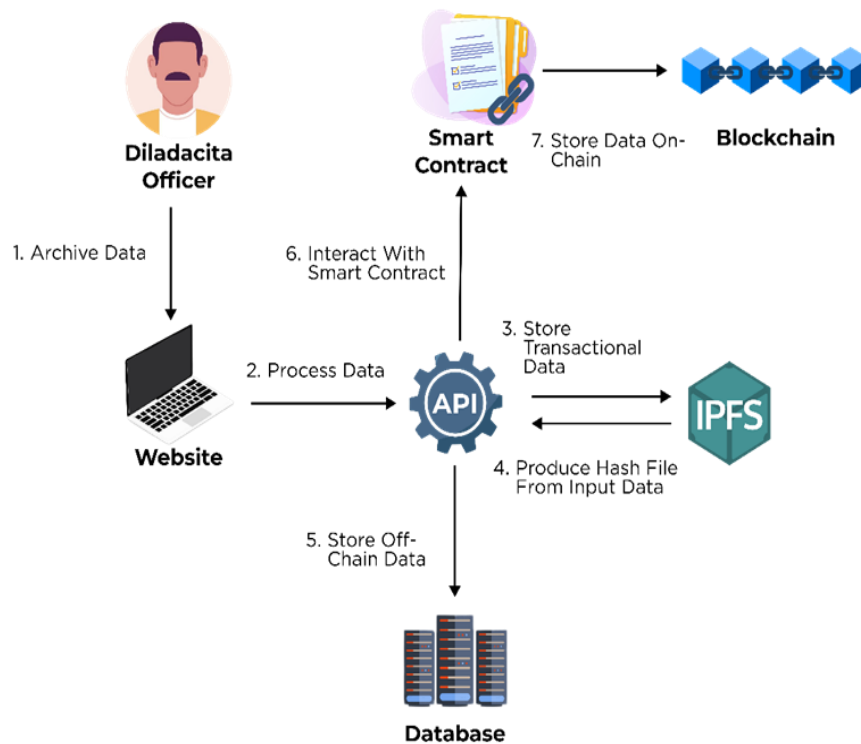 Diladacita
Officer
Smart
Contract
7. Store Data On-
Chain
Blockchain
1. Archive Data
6. Interact With
Smart Contract
3. Store
Transactional
Data
2. Process Data
API
IPFS
Website
4. Produce Hash File
From Input Data
5. Store Off-
Chain Data
Database